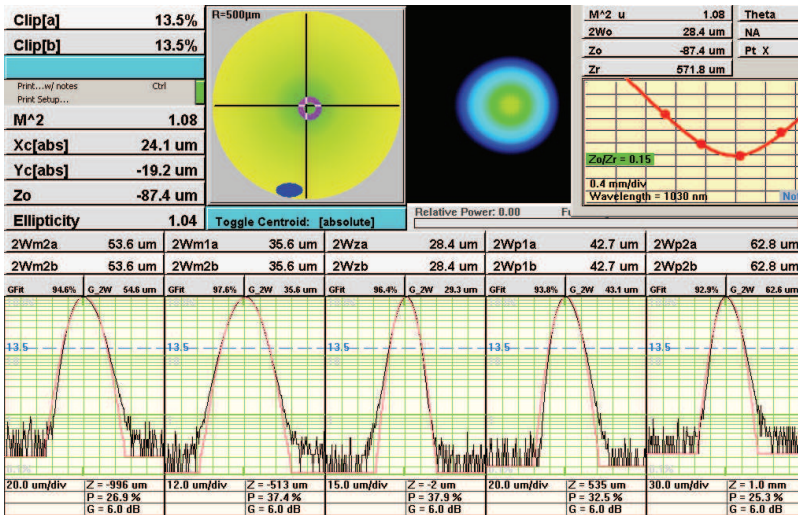 Clip[a] 13.5%
Clip[b] 13.5%
Print...w/ notes Ctrl
Print Setup...
M^2 1.08
Xc[abs] 24.1 um
Yc[abs] -19.2 um
Zo -87.4 um
Ellipticity 1.04
R=500µm
Toggle Centroid: [absolute]
Relative Power: 0.00
M^2 u 1.08 Theta
2Wo 28.4 um NA
Zo -87.4 um Pt X
Zr 571.8 um
Zo/Zr = 0.15
0.4 mm/div
Wavelength = 1030 nm
2Wm2a 53.6 um 2Wm1a 35.6 um 2Wza 28.4 um 2Wp1a 42.7 um 2Wp2a 62.8 um
2Wm2b 53.6 um 2Wm2b 35.6 um 2Wzb 28.4 um 2Wp1b 42.7 um 2Wp2b 62.8 um
GFit 94.6% G_2W 54.6 um GFit 97.6% G_2W 35.6 um GFit 96.4% G_2W 29.3 um GFit 93.8% G_2W 43.1 um GFit 92.9% G_2W 62.6 um
13.5 13.5 13.5 13.5 13.5
20.0 um/div Z = -996 um 12.0 um/div Z = -513 um 15.0 um/div Z = -2 um 20.0 um/div Z = 535 um 30.0 um/div Z = 1.0 mm
P = 26.9 % P = 37.4 % P = 37.9 % P = 32.5 % P = 25.3 %
G = 6.0 dB G = 6.0 dB G = 6.0 dB G = 6.0 dB G = 6.0 dB